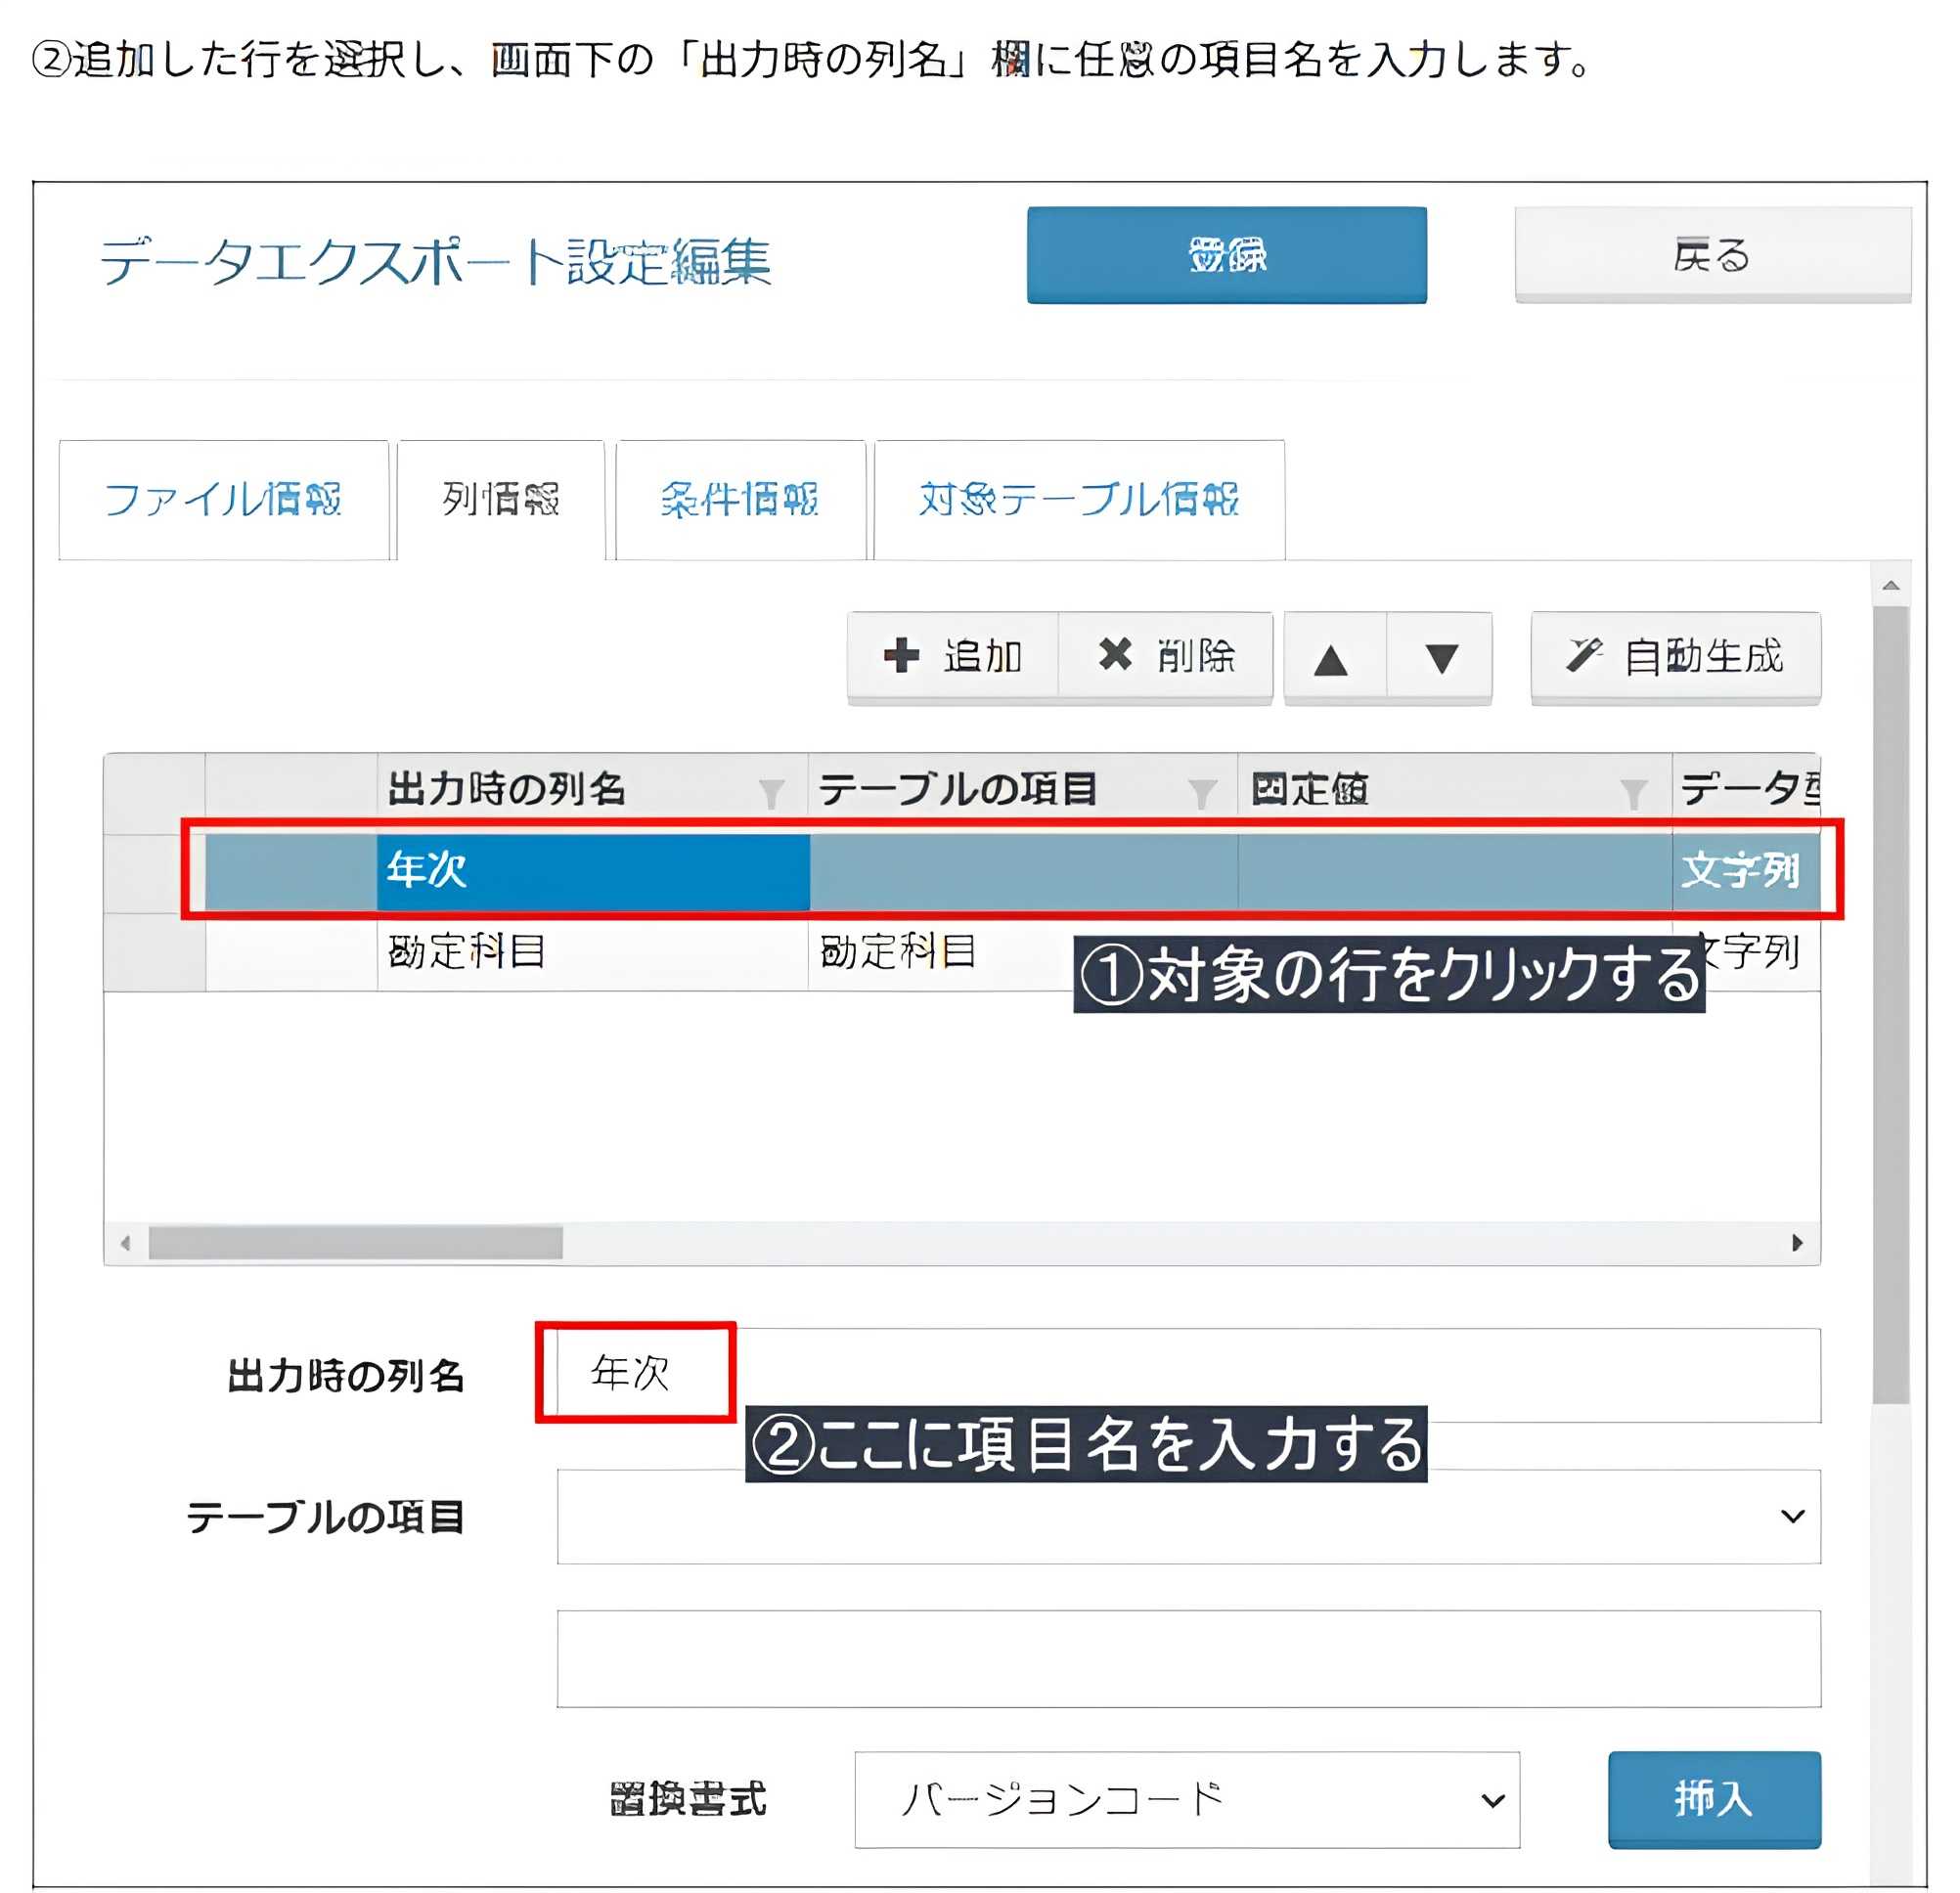 ②追加した行を選択し、画面下の「出力時の列名」欄に任意の項目名を入力します。
データエクスポート設定編集
登録
戻る
ファイル情報
列情報
条件情報
対象テーブル情報
追加
削除
▲
▼
自動生成
出力時の列名
テーブルの項目
固定値
データ型
年次
文字列
勘定科目
勘定科目
文字列
①対象の行をクリックする
出力時の列名
年次
②ここに項目名を入力する
テーブルの項目
置換書式
バージョンコード
挿入